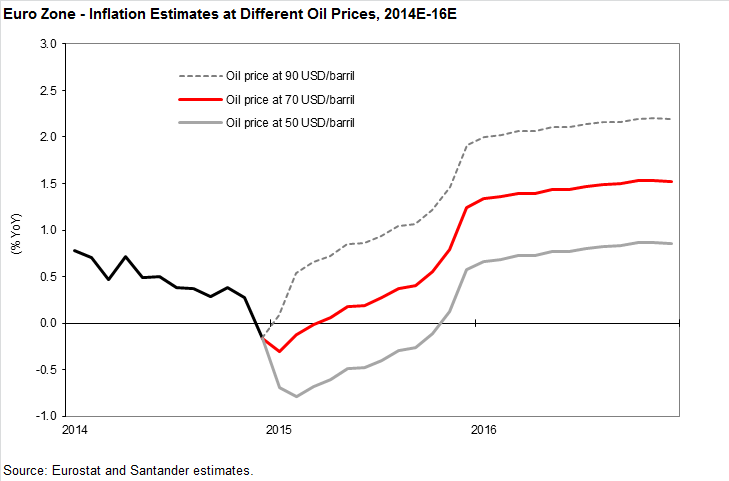 Euro Zone - Inflation Estimates at Different Oil Prices, 2014E-16E
3.0
Oil price at 90 USD/barril
2.5
Oil price at 70 USD/barril
Oil price at 50 USD/barril
2.0
1.5
(% YoY)
1.0
0.5
0.0
-0.5
-1.0
2014 2015 2016
Source: Eurostat and Santander estimates.